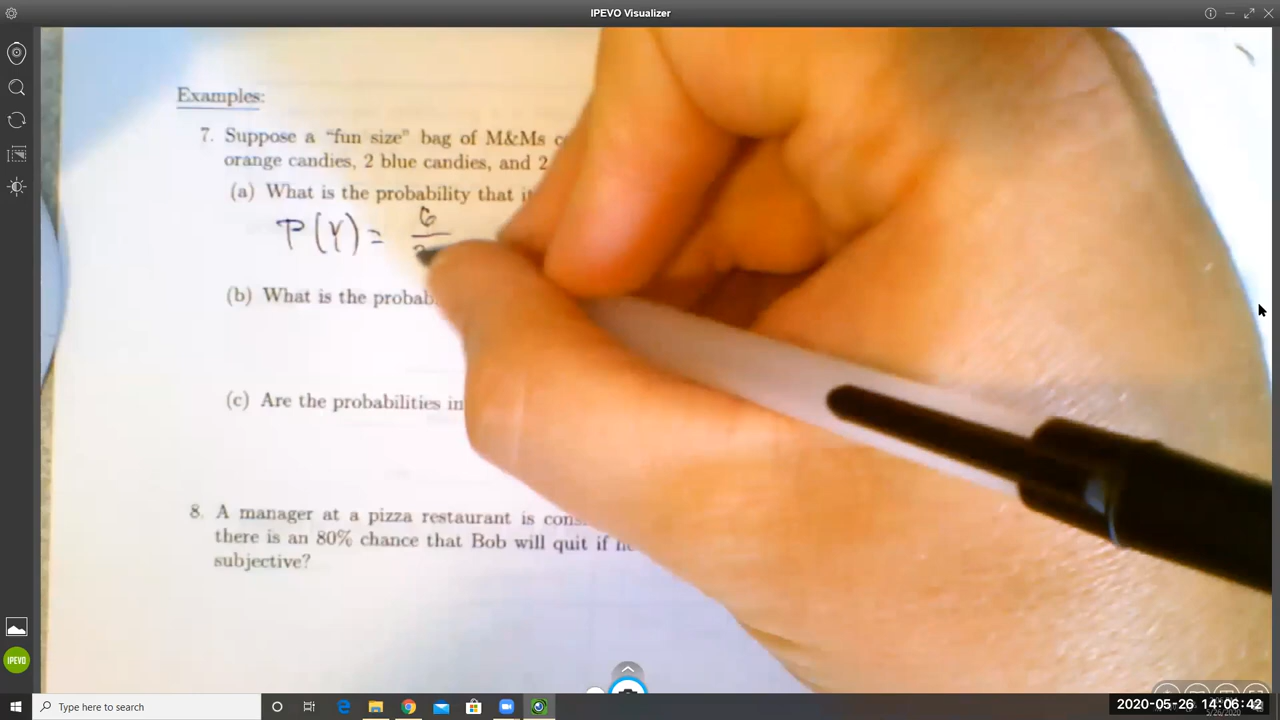 IPEVO Visualizer
Examples:
7. Suppose a "fun size" bag of M&Ms
orange candies, 2 blue candies, and 2
(a) What is the probability that
P(Y) = 6
(b) What is the
(c) Are the probabilities in
8. A manager at a pizza restaurant is
there is an 80% chance that Bob will quit if
subjective?
IPEVO
Type here to search
2020-05-26 14:06:42